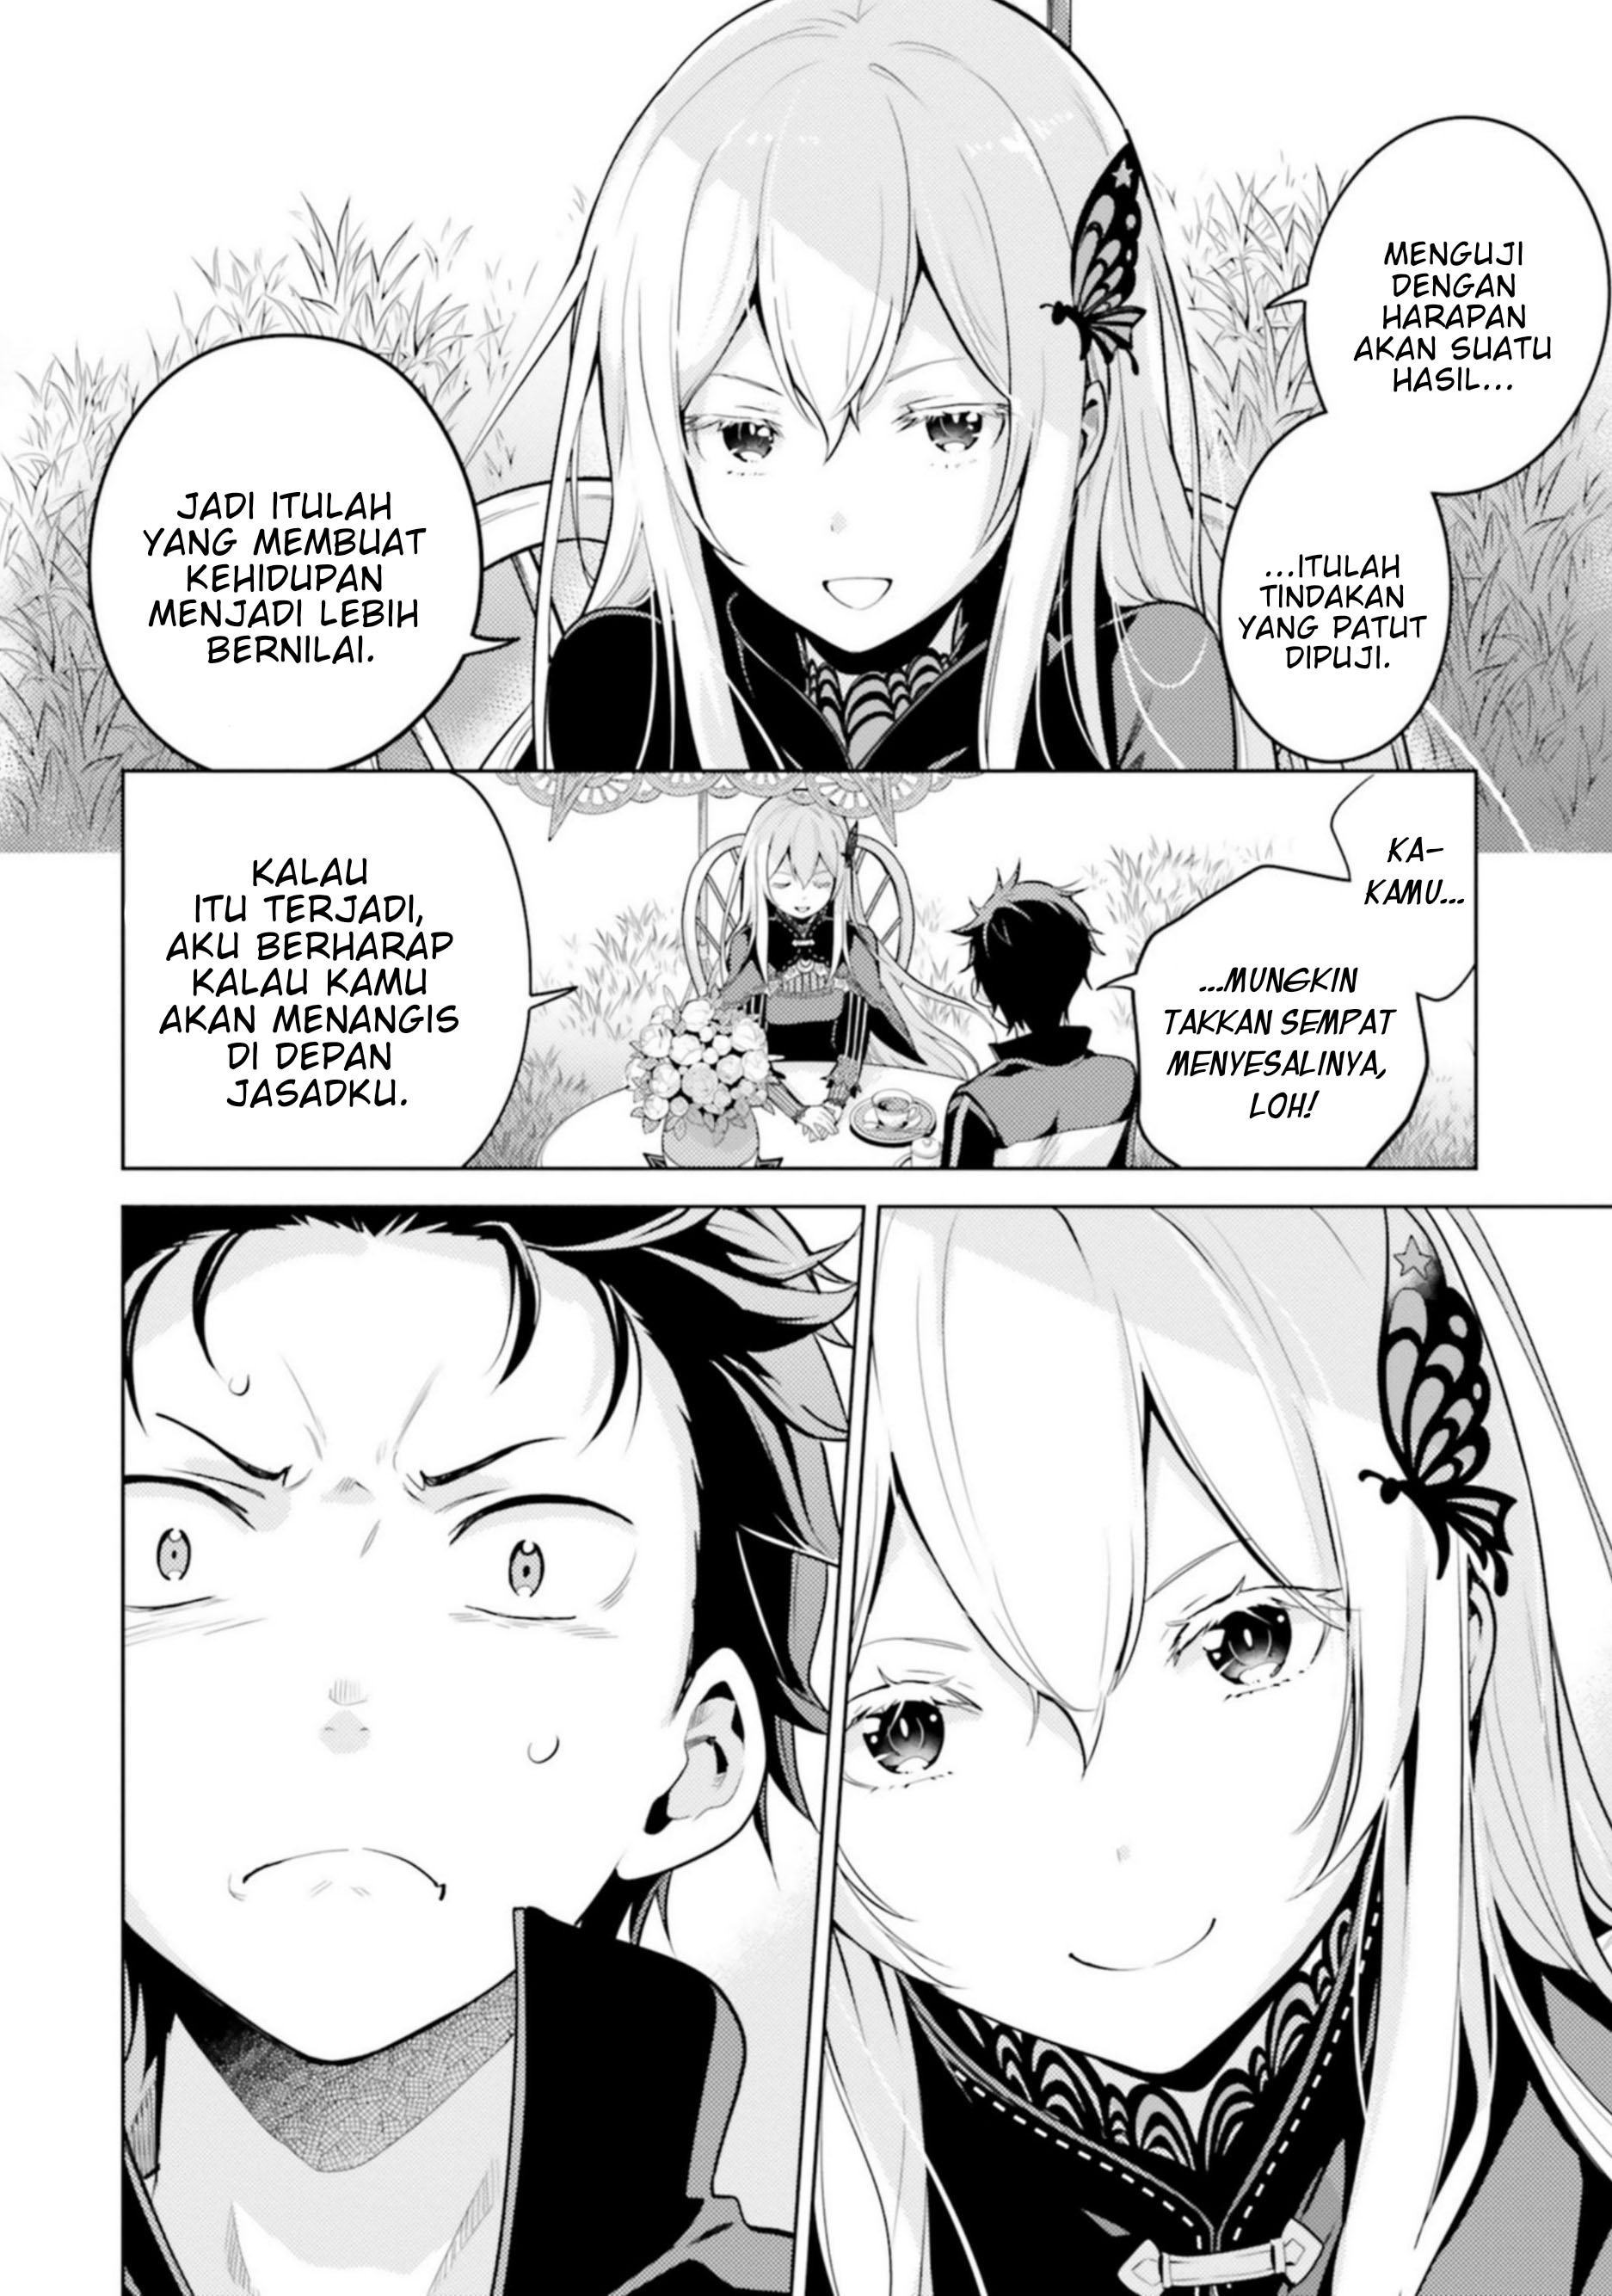 MENGUJI
DENGAN
HARAPAN
AKAN SUATU
HASIL...
...ITULAH
TINDAKAN
YANG PATUT
DIPUJI.
JADI ITULAH
YANG MEMBUAT
KEHIDUPAN
MENJADI LEBIH
BERNILAI.
KA-
KAMU...
...MUNGKIN
TAKKAN SEMPAT
MENYESALINYA,
LOH!
KALAU
ITU TERJADI,
AKU BERHARAP
KALAU KAMU
AKAN MENANGIS
DI DEPAN
JASADKU.